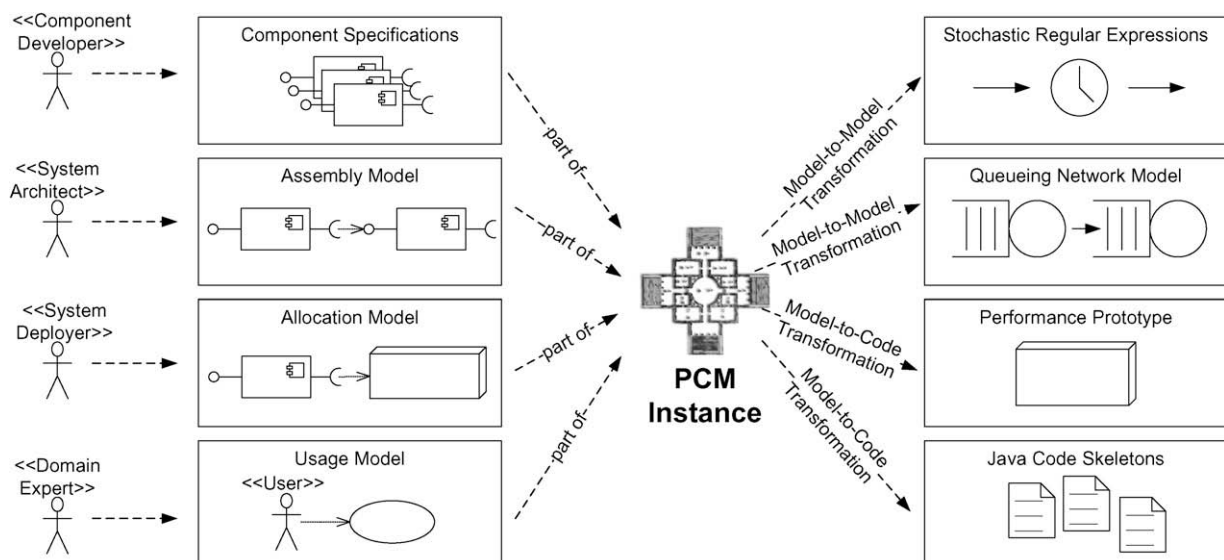 <<Component
Developer>>
Component Specifications
part of
<<System
Architect>>
Assembly Model
part of
<<System
Deployer>>
Allocation Model
part of
<<Domain
Expert>>
Usage Model
<<User>>
part of
PCM
Instance
Model-to-Model
Transformation
Stochastic Regular Expressions
Model-to-Model
Transformation
Queueing Network Model
Model-to-Code
Transformation
Performance Prototype
Model-to-Code
Transformation
Java Code Skeletons